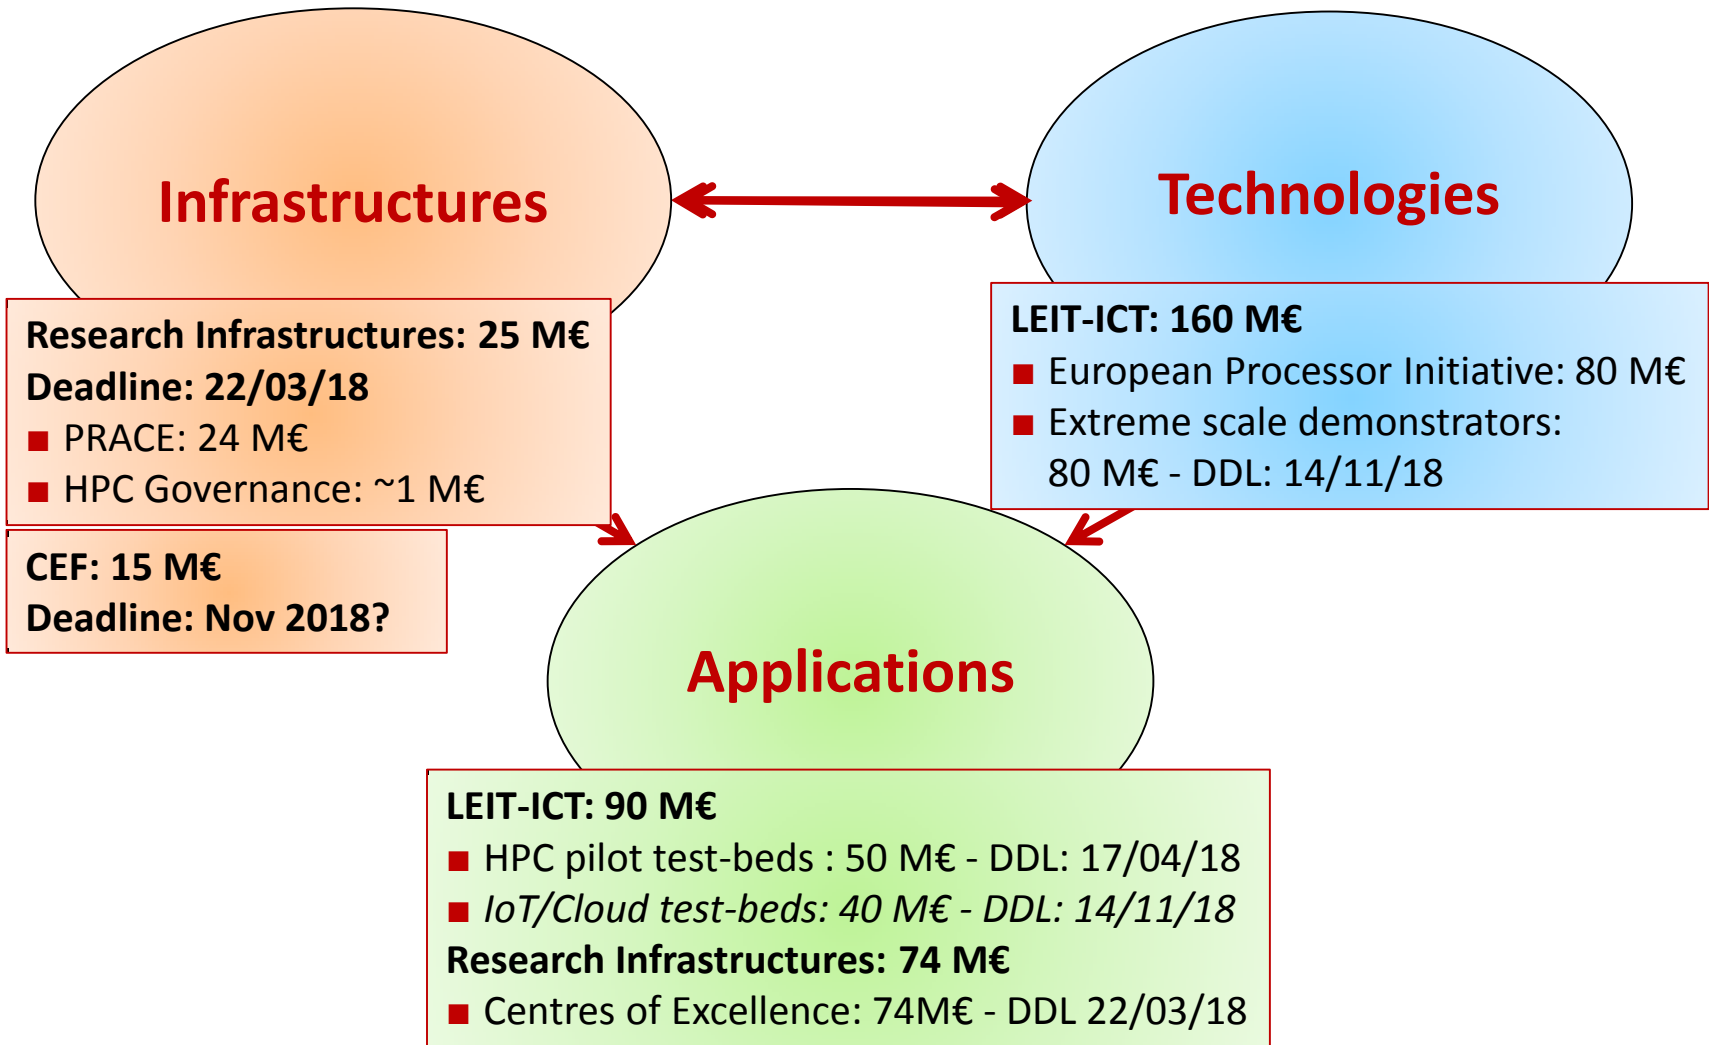 Infrastructures
Research Infrastructures: 25 M€
Deadline: 22/03/18
■ PRACE: 24 M€
■ HPC Governance: ~1 M€
CEF: 15 M€
Deadline: Nov 2018?
Technologies
LEIT-ICT: 160 M€
■ European Processor Initiative: 80 M€
■ Extreme scale demonstrators:
80 M€ - DDL: 14/11/18
Applications
LEIT-ICT: 90 M€
■ HPC pilot test-beds : 50 M€ - DDL: 17/04/18
■ IoT/Cloud test-beds: 40 M€ - DDL: 14/11/18
Research Infrastructures: 74 M€
■ Centres of Excellence: 74M€ - DDL 22/03/18